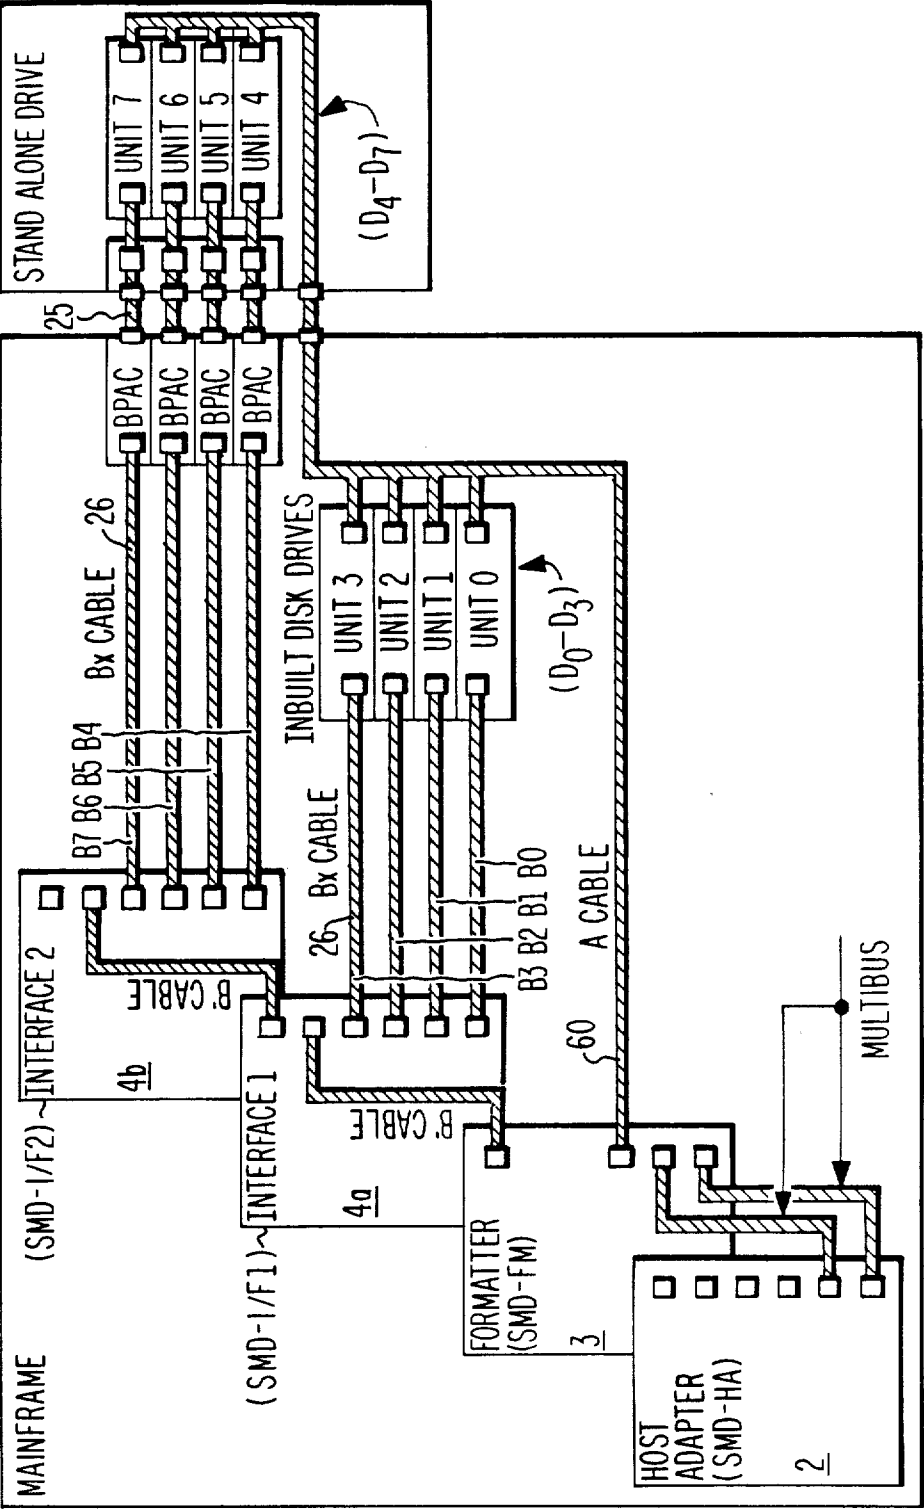 MAINFRAME
STAND ALONE DRIVE
(SMD-I/F2)~INTERFACE 2
4b
B' CABLE
B7 B6 B5 B4
Bx CABLE
26
BPAC
BPAC
BPAC
BPAC
25
UNIT 7
UNIT 6
UNIT 5
UNIT 4
(D4-D7)
(SMD-I/F1)~INTERFACE 1
4a
B' CABLE
26
Bx CABLE
B3 B2 B1 B0
INBUILT DISK DRIVES
UNIT 3
UNIT 2
UNIT 1
UNIT 0
(D0-D3)
FORMATTER
(SMD-FM)
3
60
A CABLE
HOST
ADAPTER
(SMD-HA)
2
MULTIBUS